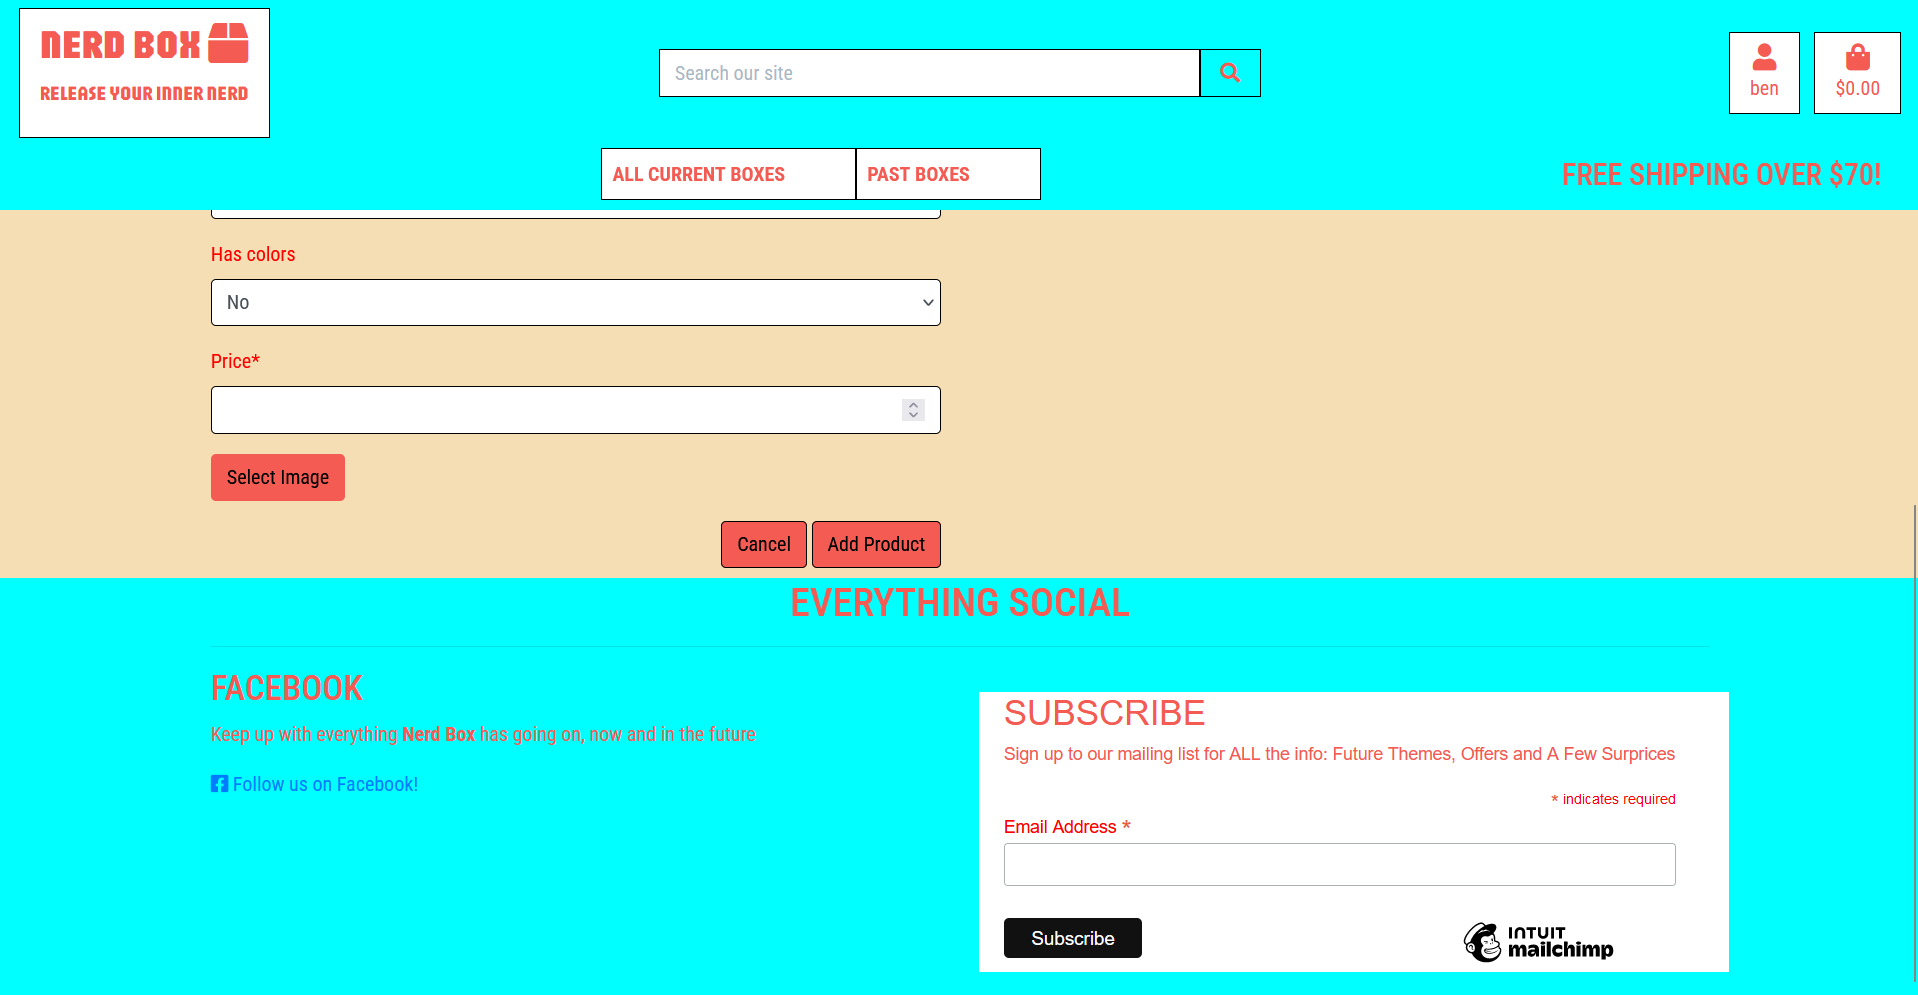 NERD BOX
RELEASE YOUR INNER NERD
Search our site
ben
$0.00
ALL CURRENT BOXES
PAST BOXES
FREE SHIPPING OVER $70!
Has colors
No
Price*
Select Image
Cancel
Add Product
EVERYTHING SOCIAL
FACEBOOK
Keep up with everything Nerd Box has going on, now and in the future
Follow us on Facebook!
SUBSCRIBE
Sign up to our mailing list for ALL the info: Future Themes, Offers and A Few Surprices
* indicates required
Email Address *
Subscribe
INTUIT
mailchimp